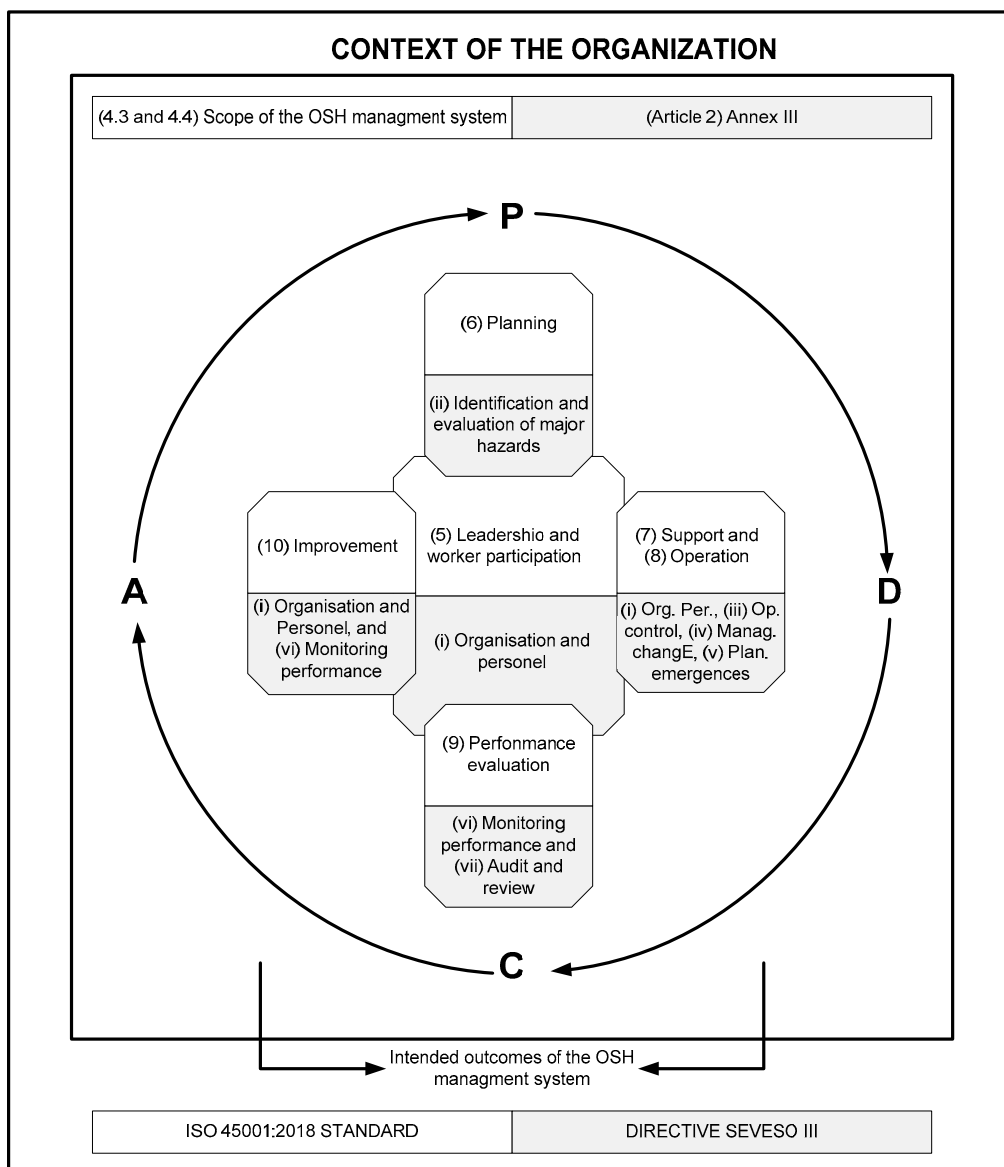 CONTEXT OF THE ORGANIZATION
(4.3 and 4.4) Scope of the OSH managment system
(Article 2) Annex III
P
(6) Planning
(ii) Identification and
evaluation of major
hazards
(10) Improvement
(5) Leadershio and
worker participation
(7) Support and
(8) Operation
A
D
(i) Organisation and
Personel, and
(vi) Monitoring
performance
(i) Organisation and
personel
(i) Org. Per., (iii) Op.
control, (iv) Manag.
changE, (v) Plan.
emergences
(9) Perfonmance
evaluation
(vi) Monitoring
performance and
(vii) Audit and
review
C
Intended outcomes of the OSH
managment system
ISO 45001:2018 STANDARD
DIRECTIVE SEVESO III